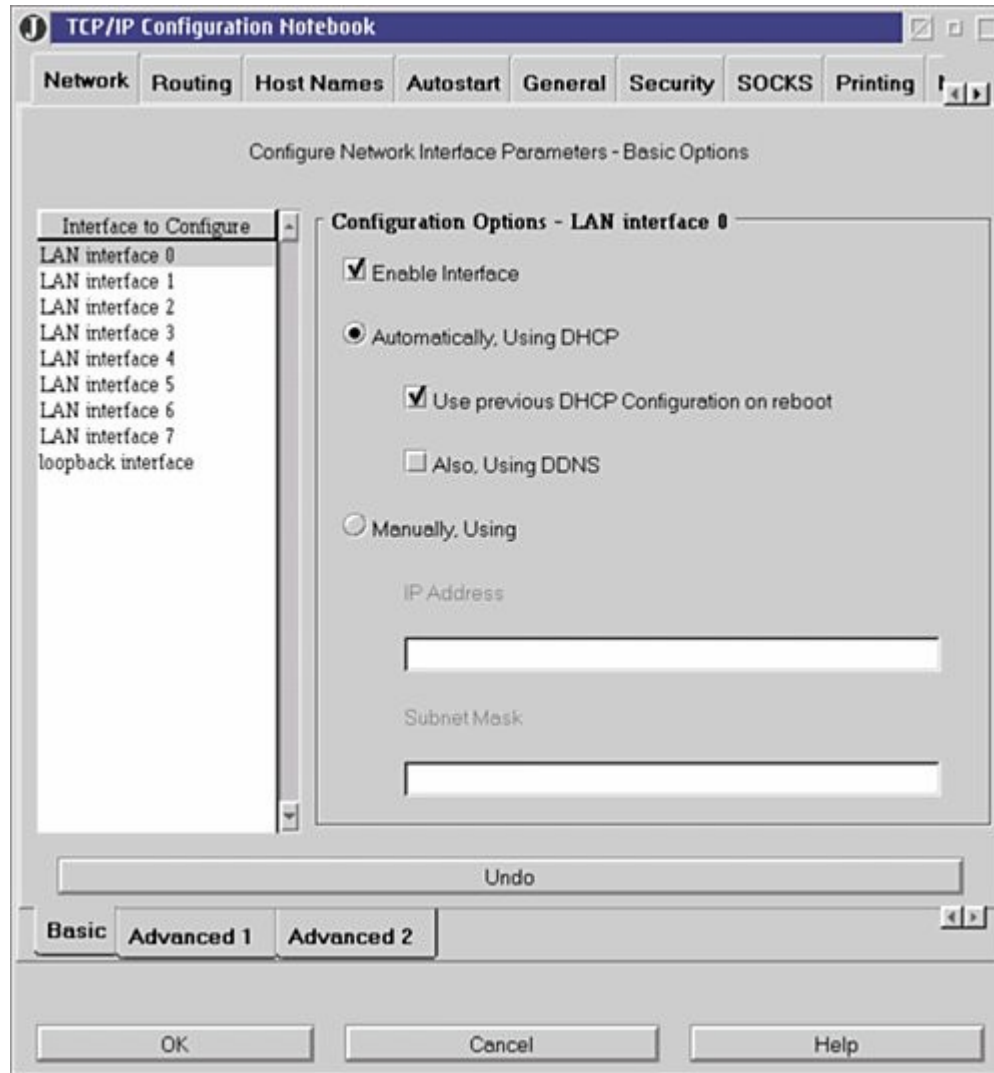 TCP/IP Configuration Notebook
Network Routing Host Names Autostart General Security SOCKS Printing
Configure Network Interface Parameters - Basic Options
Interface to Configure
LAN interface 0
LAN interface 1
LAN interface 2
LAN interface 3
LAN interface 4
LAN interface 5
LAN interface 6
LAN interface 7
loopback interface
Configuration Options - LAN interface 0
Enable Interface
Automatically, Using DHCP
Use previous DHCP Configuration on reboot
Also, Using DDNS
Manually, Using
IP Address
Subnet Mask
Undo
Basic Advanced 1 Advanced 2
OK Cancel Help